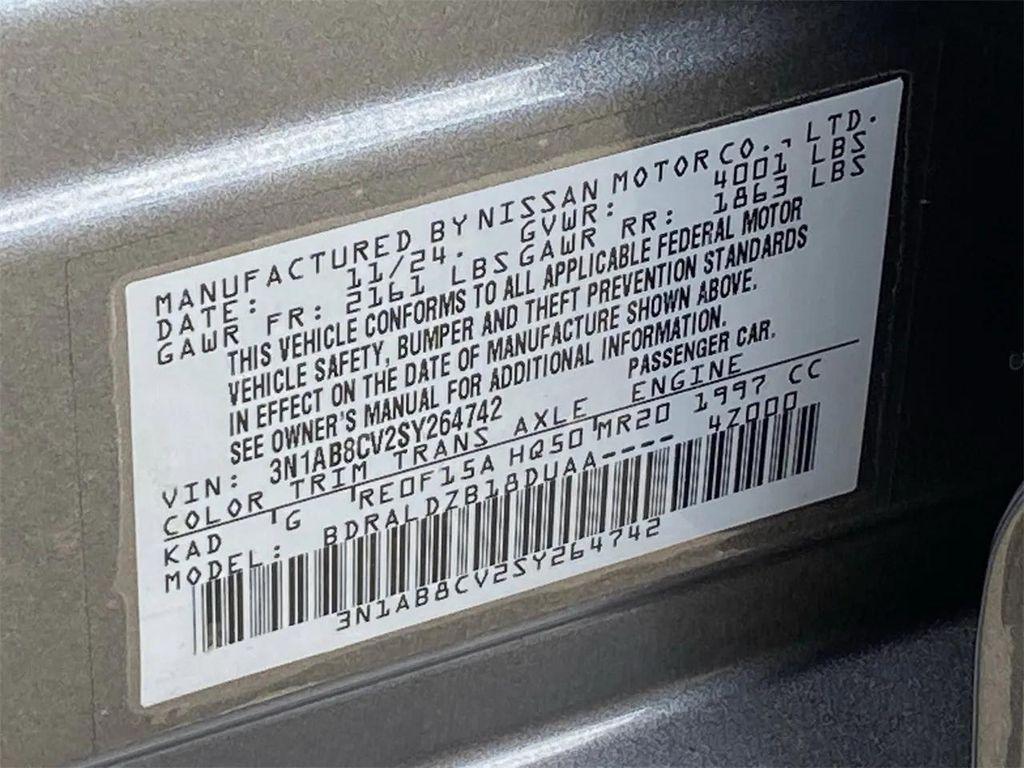 MANUFACTURED BY NISSAN MOTOR CO., LTD.
DATE: 11/24. GVWR: 4001 LBS
GAWR FR: 2161 LBS GAWR RR: 1863 LBS
THIS VEHICLE CONFORMS TO ALL APPLICABLE FEDERAL MOTOR
VEHICLE SAFETY, BUMPER AND THEFT PREVENTION STANDARDS
IN EFFECT ON THE DATE OF MANUFACTURE SHOWN ABOVE.
SEE OWNER'S MANUAL FOR ADDITIONAL INFORMATION.
VIN: 3N1AB8CV2SY264742 PASSENGER CAR.
COLOR TRIM TRANS AXLE ENGINE
KAD G RE0F15A HQ50 MR20 1997 CC
MODEL: BDRALDZB18DUAA---- 4Z000
3N1AB8CV2SY264742